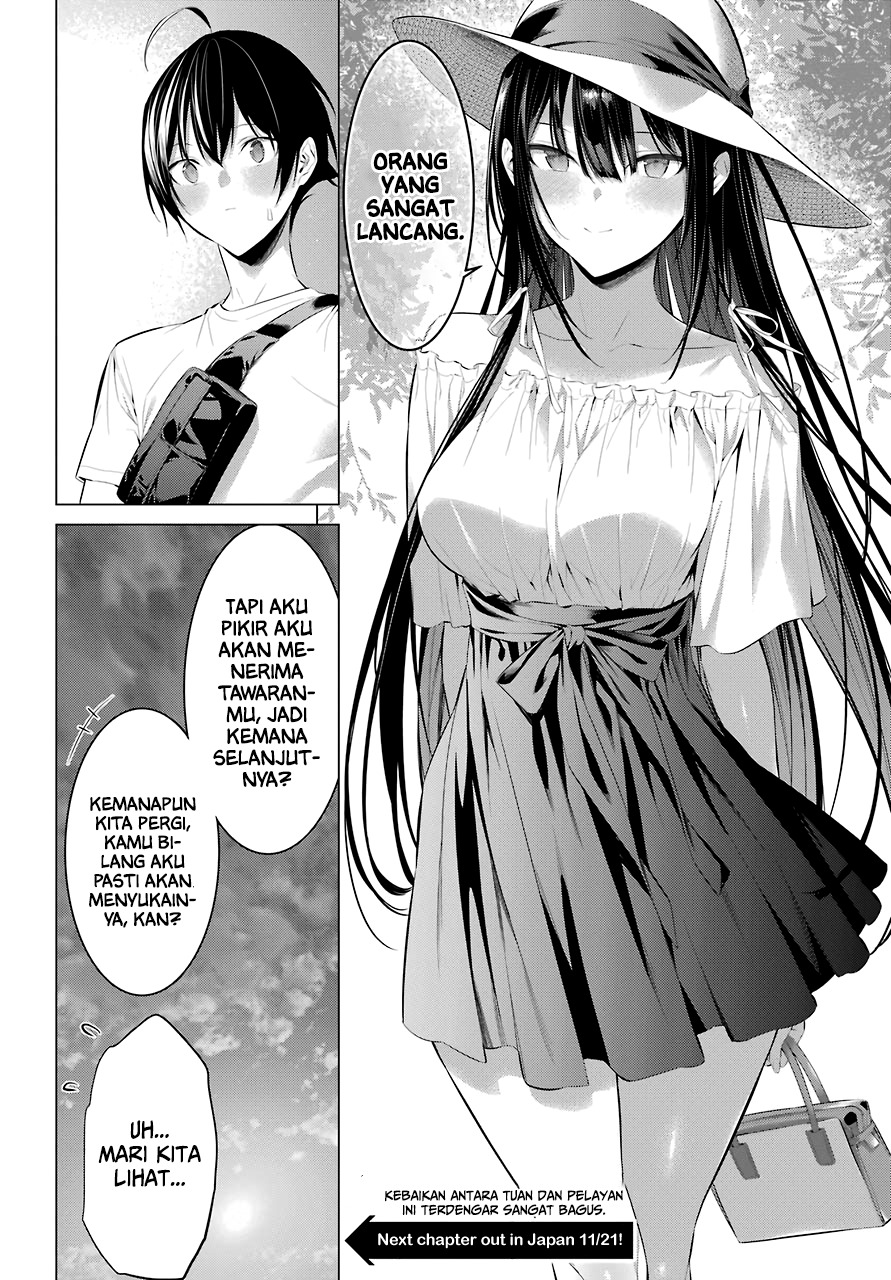 ORANG
YANG
SANGAT
LANCANG.
TAPI AKU
PIKIR AKU
AKAN ME-
NERIMA
TAWARAN-
MU, JADI
KEMANA
SELANJUT-
NYA?
KEMANAPUN
KITA PERGI,
KAMU BI-
LANG AKU
PASTI AKAN
MENYUKAIN-
YA, KAN?
UH...
MARI KITA
LIHAT...
KEBAIKAN ANTARA TUAN DAN PELAYAN
INI TERDENGAR SANGAT BAGUS.
Next chapter out in Japan 11/21!